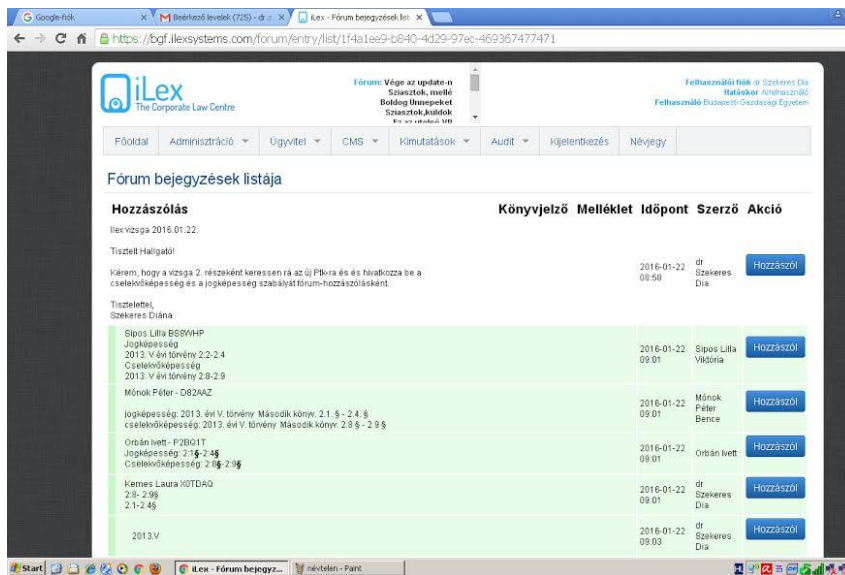 Google-fiók
Beérkező levelek (725) - dr.s
iLex - Fórum bejegyzések list
https://bgf.ilexsystems.com/forum/entry/list/1f4a1ee9-b840-4d29-97ec-469367477471
iLex
The Corporate Law Centre
Fórum: Vége az update-n
Sziasztok, mellé
Boldog Unnepeket
Sziasztok,küldok
Ez az utolsó VR
Felhasználói fiók dr Szekeres Dia
Hatáskör Alfelhasználó
Felhasználó Budapesti Gazdasági Egyetem
Főoldal Adminisztráció Ügyvitel CMS Kimutatások Audit Kijelentkezés Névjegy
Fórum bejegyzések listája
Hozzászólás Könyvjelző Melléklet Időpont Szerző Akció
Ilex vizsga 2016.01.22.
Tisztelt Hallgató!
Kérem, hogy a vizsga 2. részeként keressen rá az új Ptk-ra és és hivatkozza be a
cselekvőképesség és a jogképesség szabályát fórum-hozzászólásként.
Tisztelettel,
Szekeres Diána
2016-01-22
08:58
dr
Szekeres
Dia
Hozzászól
Sipos Lilla BS8WHP
Jogképesség
2013. V évi törvény 2:2-2:4
Cselekvőképesség
2013. V évi törvény 2:8-2:9
2016-01-22
09:01
Sipos Lilla
Viktória
Hozzászól
Mónok Péter - D82AAZ
jogképesség: 2013. évi V. törvény Második könyv. 2.1. § - 2.4. §
cselekvőképesség: 2013. évi V. törvény Második könyv. 2.8 § - 2.9 §
2016-01-22
09:01
Mónok
Péter
Bence
Hozzászól
Orbán Ivett - P2BQ1T
Jogképesség: 2:1§-2:4§
Cselekvőképesség: 2:8§-2:9§
2016-01-22
09:01
Orbán Ivett
Hozzászól
Kemes Laura X0TDAQ
2:8- 2:9§
2.1-2.4§
2016-01-22
09:01
dr
Szekeres
Dia
Hozzászól
2013.V
2016-01-22
09:03
dr
Szekeres
Dia
Hozzászól
Start
iLex - Fórum bejegyz...
névtelen - Paint